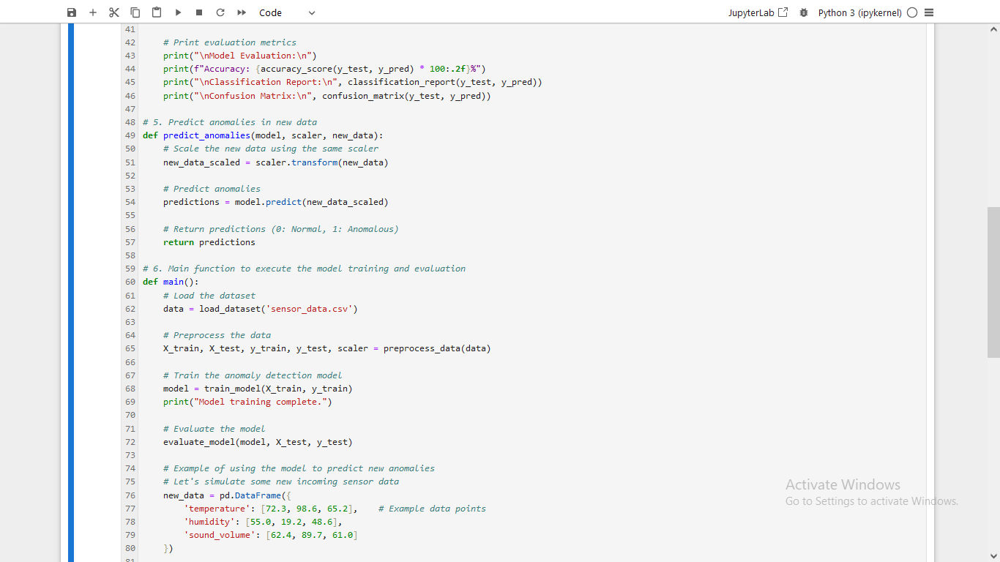 Code
JupyterLab
Python 3 (ipykernel)
41
42     # Print evaluation metrics
43     print("\nModel Evaluation:\n")
44     print(f"Accuracy: {accuracy_score(y_test, y_pred) * 100:.2f}%")
45     print("\nClassification Report:\n", classification_report(y_test, y_pred))
46     print("\nConfusion Matrix:\n", confusion_matrix(y_test, y_pred))
47
48 # 5. Predict anomalies in new data
49 def predict_anomalies(model, scaler, new_data):
50     # Scale the new data using the same scaler
51     new_data_scaled = scaler.transform(new_data)
52
53     # Predict anomalies
54     predictions = model.predict(new_data_scaled)
55
56     # Return predictions (0: Normal, 1: Anomalous)
57     return predictions
58
59 # 6. Main function to execute the model training and evaluation
60 def main():
61     # Load the dataset
62     data = load_dataset('sensor_data.csv')
63
64     # Preprocess the data
65     X_train, X_test, y_train, y_test, scaler = preprocess_data(data)
66
67     # Train the anomaly detection model
68     model = train_model(X_train, y_train)
69     print("Model training complete.")
70
71     # Evaluate the model
72     evaluate_model(model, X_test, y_test)
73
74     # Example of using the model to predict new anomalies
75     # Let's simulate some new incoming sensor data
76     new_data = pd.DataFrame({
77         'temperature': [72.3, 98.6, 65.2],    # Example data points
78         'humidity': [55.0, 19.2, 48.6],
79         'sound_volume': [62.4, 89.7, 61.0]
80     })
81
Activate Windows
Go to Settings to activate Windows.